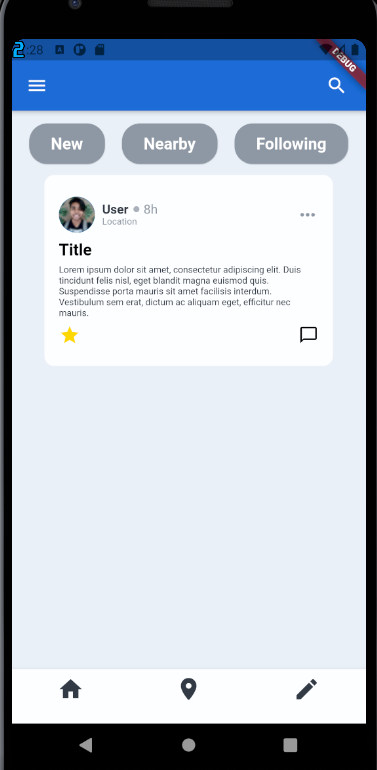 2:28
DEBUG
New
Nearby
Following
User 8h
Location
Title
Lorem ipsum dolor sit amet, consectetur adipiscing elit. Duis
tincidunt felis nisl, eget blandit magna euismod quis.
Suspendisse porta mauris sit amet facilisis interdum.
Vestibulum sem erat, dictum ac aliquam eget, efficitur nec
mauris.